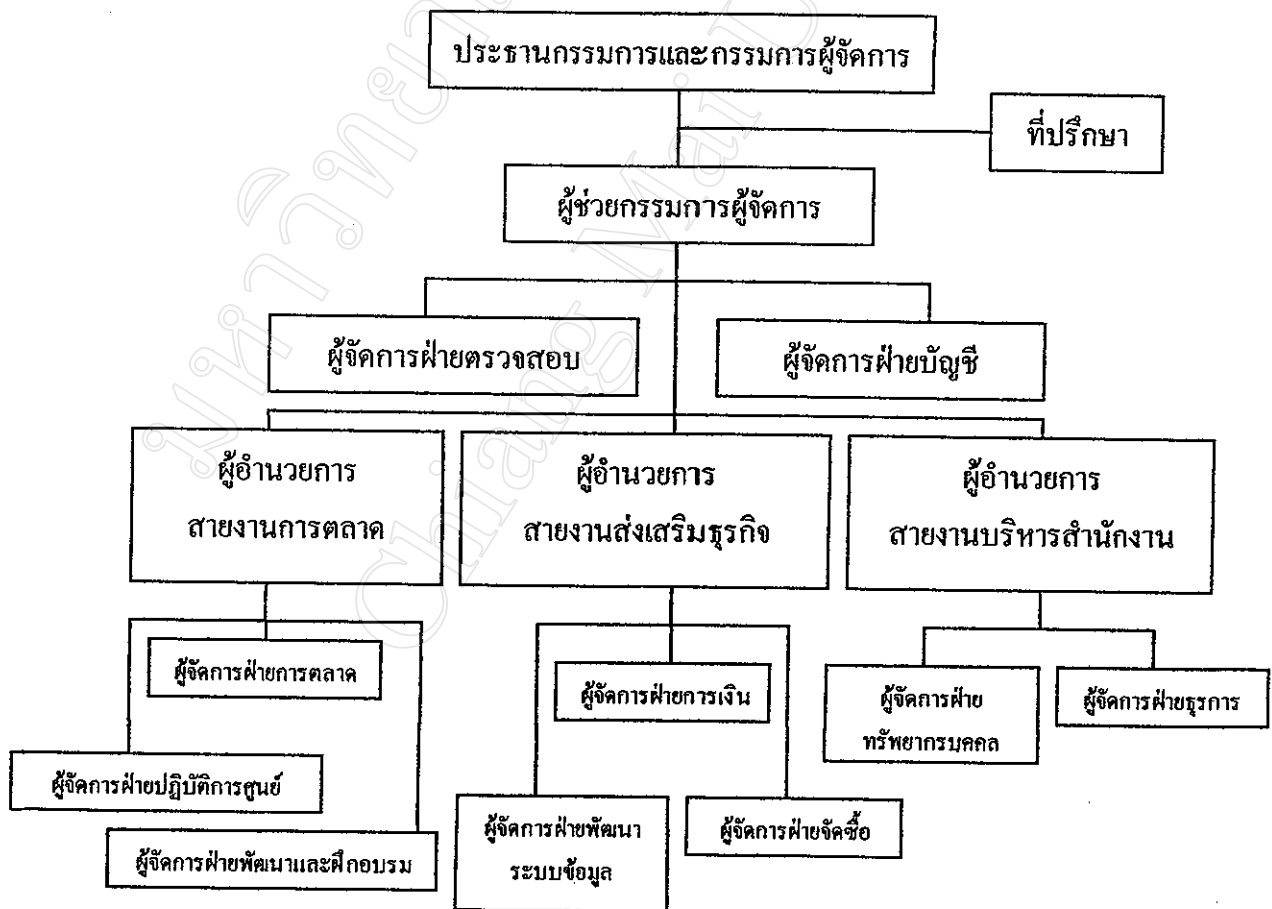 ประธานกรรมการและกรรมการผู้จัดการ
ที่ปรึกษา
ผู้ช่วยกรรมการผู้จัดการ
ผู้จัดการฝ่ายตรวจสอบ
ผู้จัดการฝ่ายบัญชี
ผู้อำนวยการ
สายงานการตลาด
ผู้อำนวยการ
สายงานส่งเสริมธุรกิจ
ผู้อำนวยการ
สายงานบริหารสำนักงาน
ผู้จัดการฝ่ายการตลาด
ผู้จัดการฝ่ายปฏิบัติการศูนย์
ผู้จัดการฝ่ายพัฒนาและฝึกอบรม
ผู้จัดการฝ่ายการเงิน
ผู้จัดการฝ่ายพัฒนา
ระบบข้อมูล
ผู้จัดการฝ่ายจัดซื้อ
ผู้จัดการฝ่าย
ทรัพยากรบุคคล
ผู้จัดการฝ่ายธุรการ
Chiang Mai